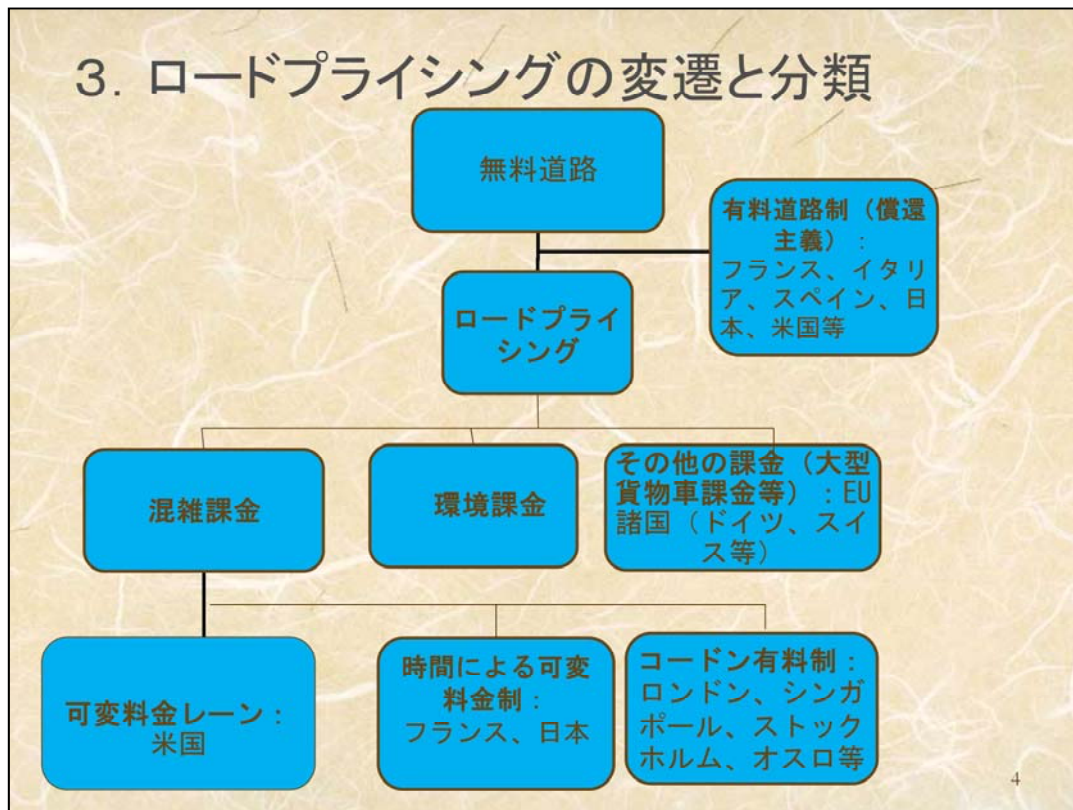 ３．ロードプライシングの変遷と分類
無料道路
有料道路制（償還
主義）：
フランス、イタリ
ア、スペイン、日
本、米国等
ロードプライ
シング
混雑課金
環境課金
その他の課金（大型
貨物車課金等）：EU
諸国（ドイツ、スイ
ス等）
可変料金レーン：
米国
時間による可変
料金制：
フランス、日本
コードン有料制：
ロンドン、シンガ
ポール、ストック
ホルム、オスロ等
4